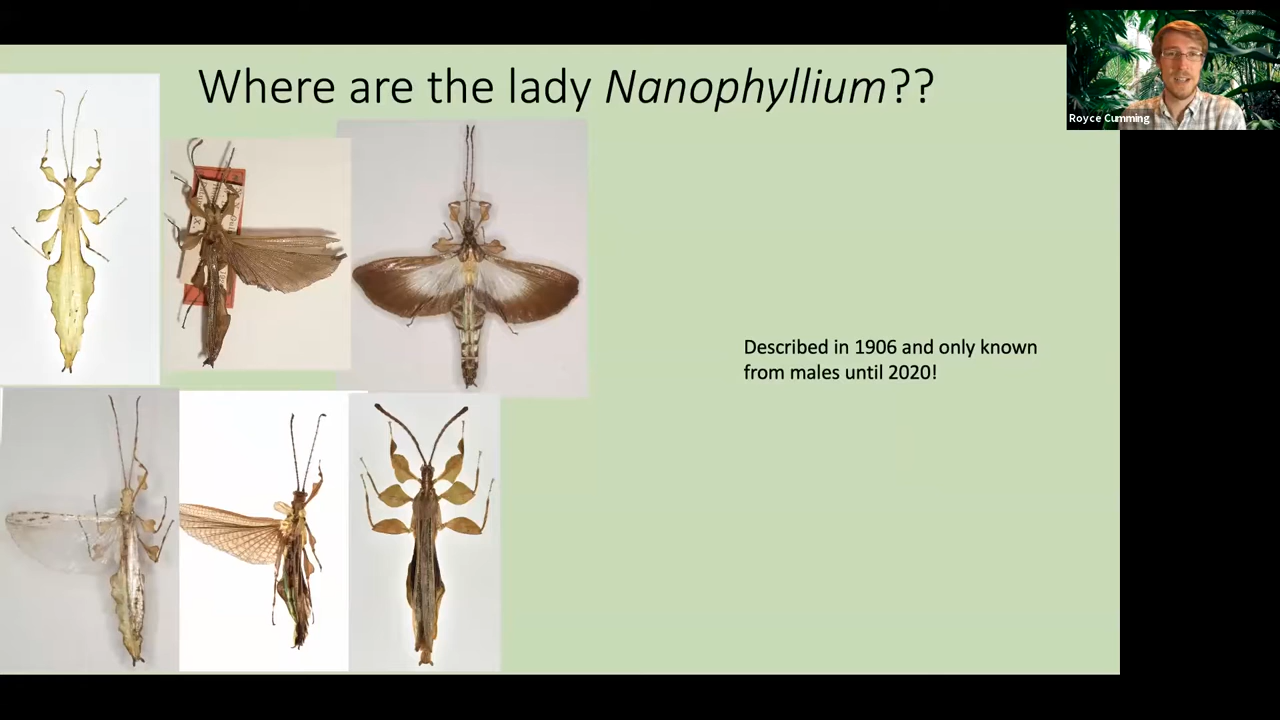 Where are the lady Nanophyllium??
Royce Cumming
Described in 1906 and only known
from males until 2020!